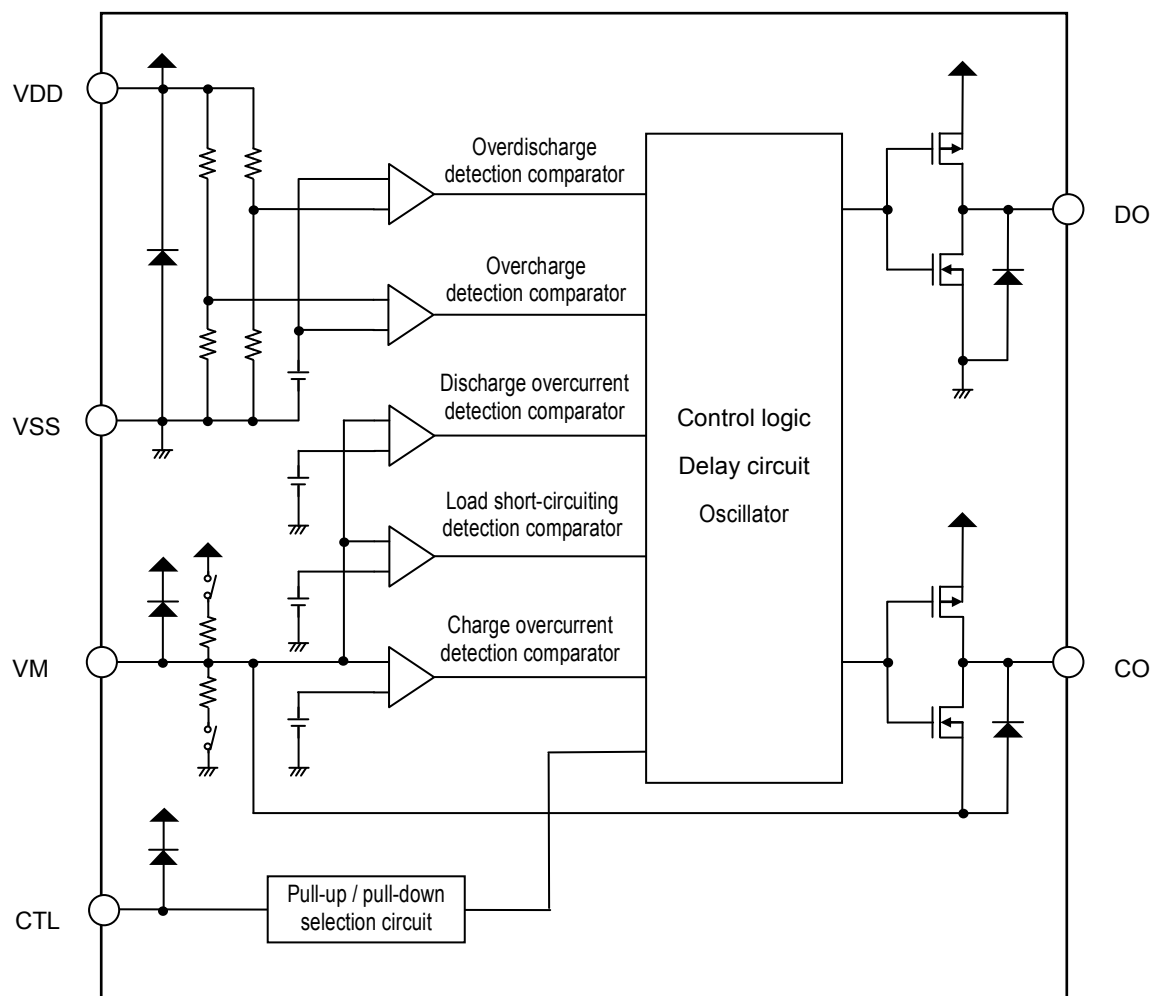 VDD
VSS
VM
CTL
Overdischarge
detection comparator
Overcharge
detection comparator
Discharge overcurrent
detection comparator
Load short-circuiting
detection comparator
Charge overcurrent
detection comparator
Pull-up / pull-down
selection circuit
Control logic
Delay circuit
Oscillator
DO
CO